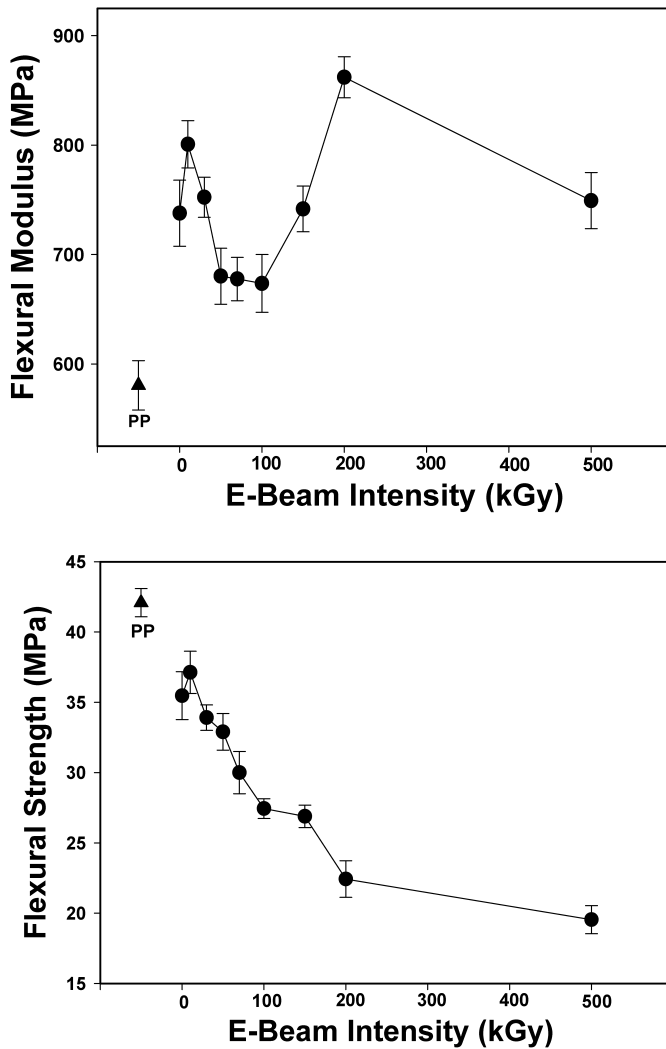 Flexural Modulus (MPa)
900
800
700
600
PP
0 100 200 300 400 500
E-Beam Intensity (kGy)
Flexural Strength (MPa)
45
40
35
30
25
20
15
PP
0 100 200 300 400 500
E-Beam Intensity (kGy)